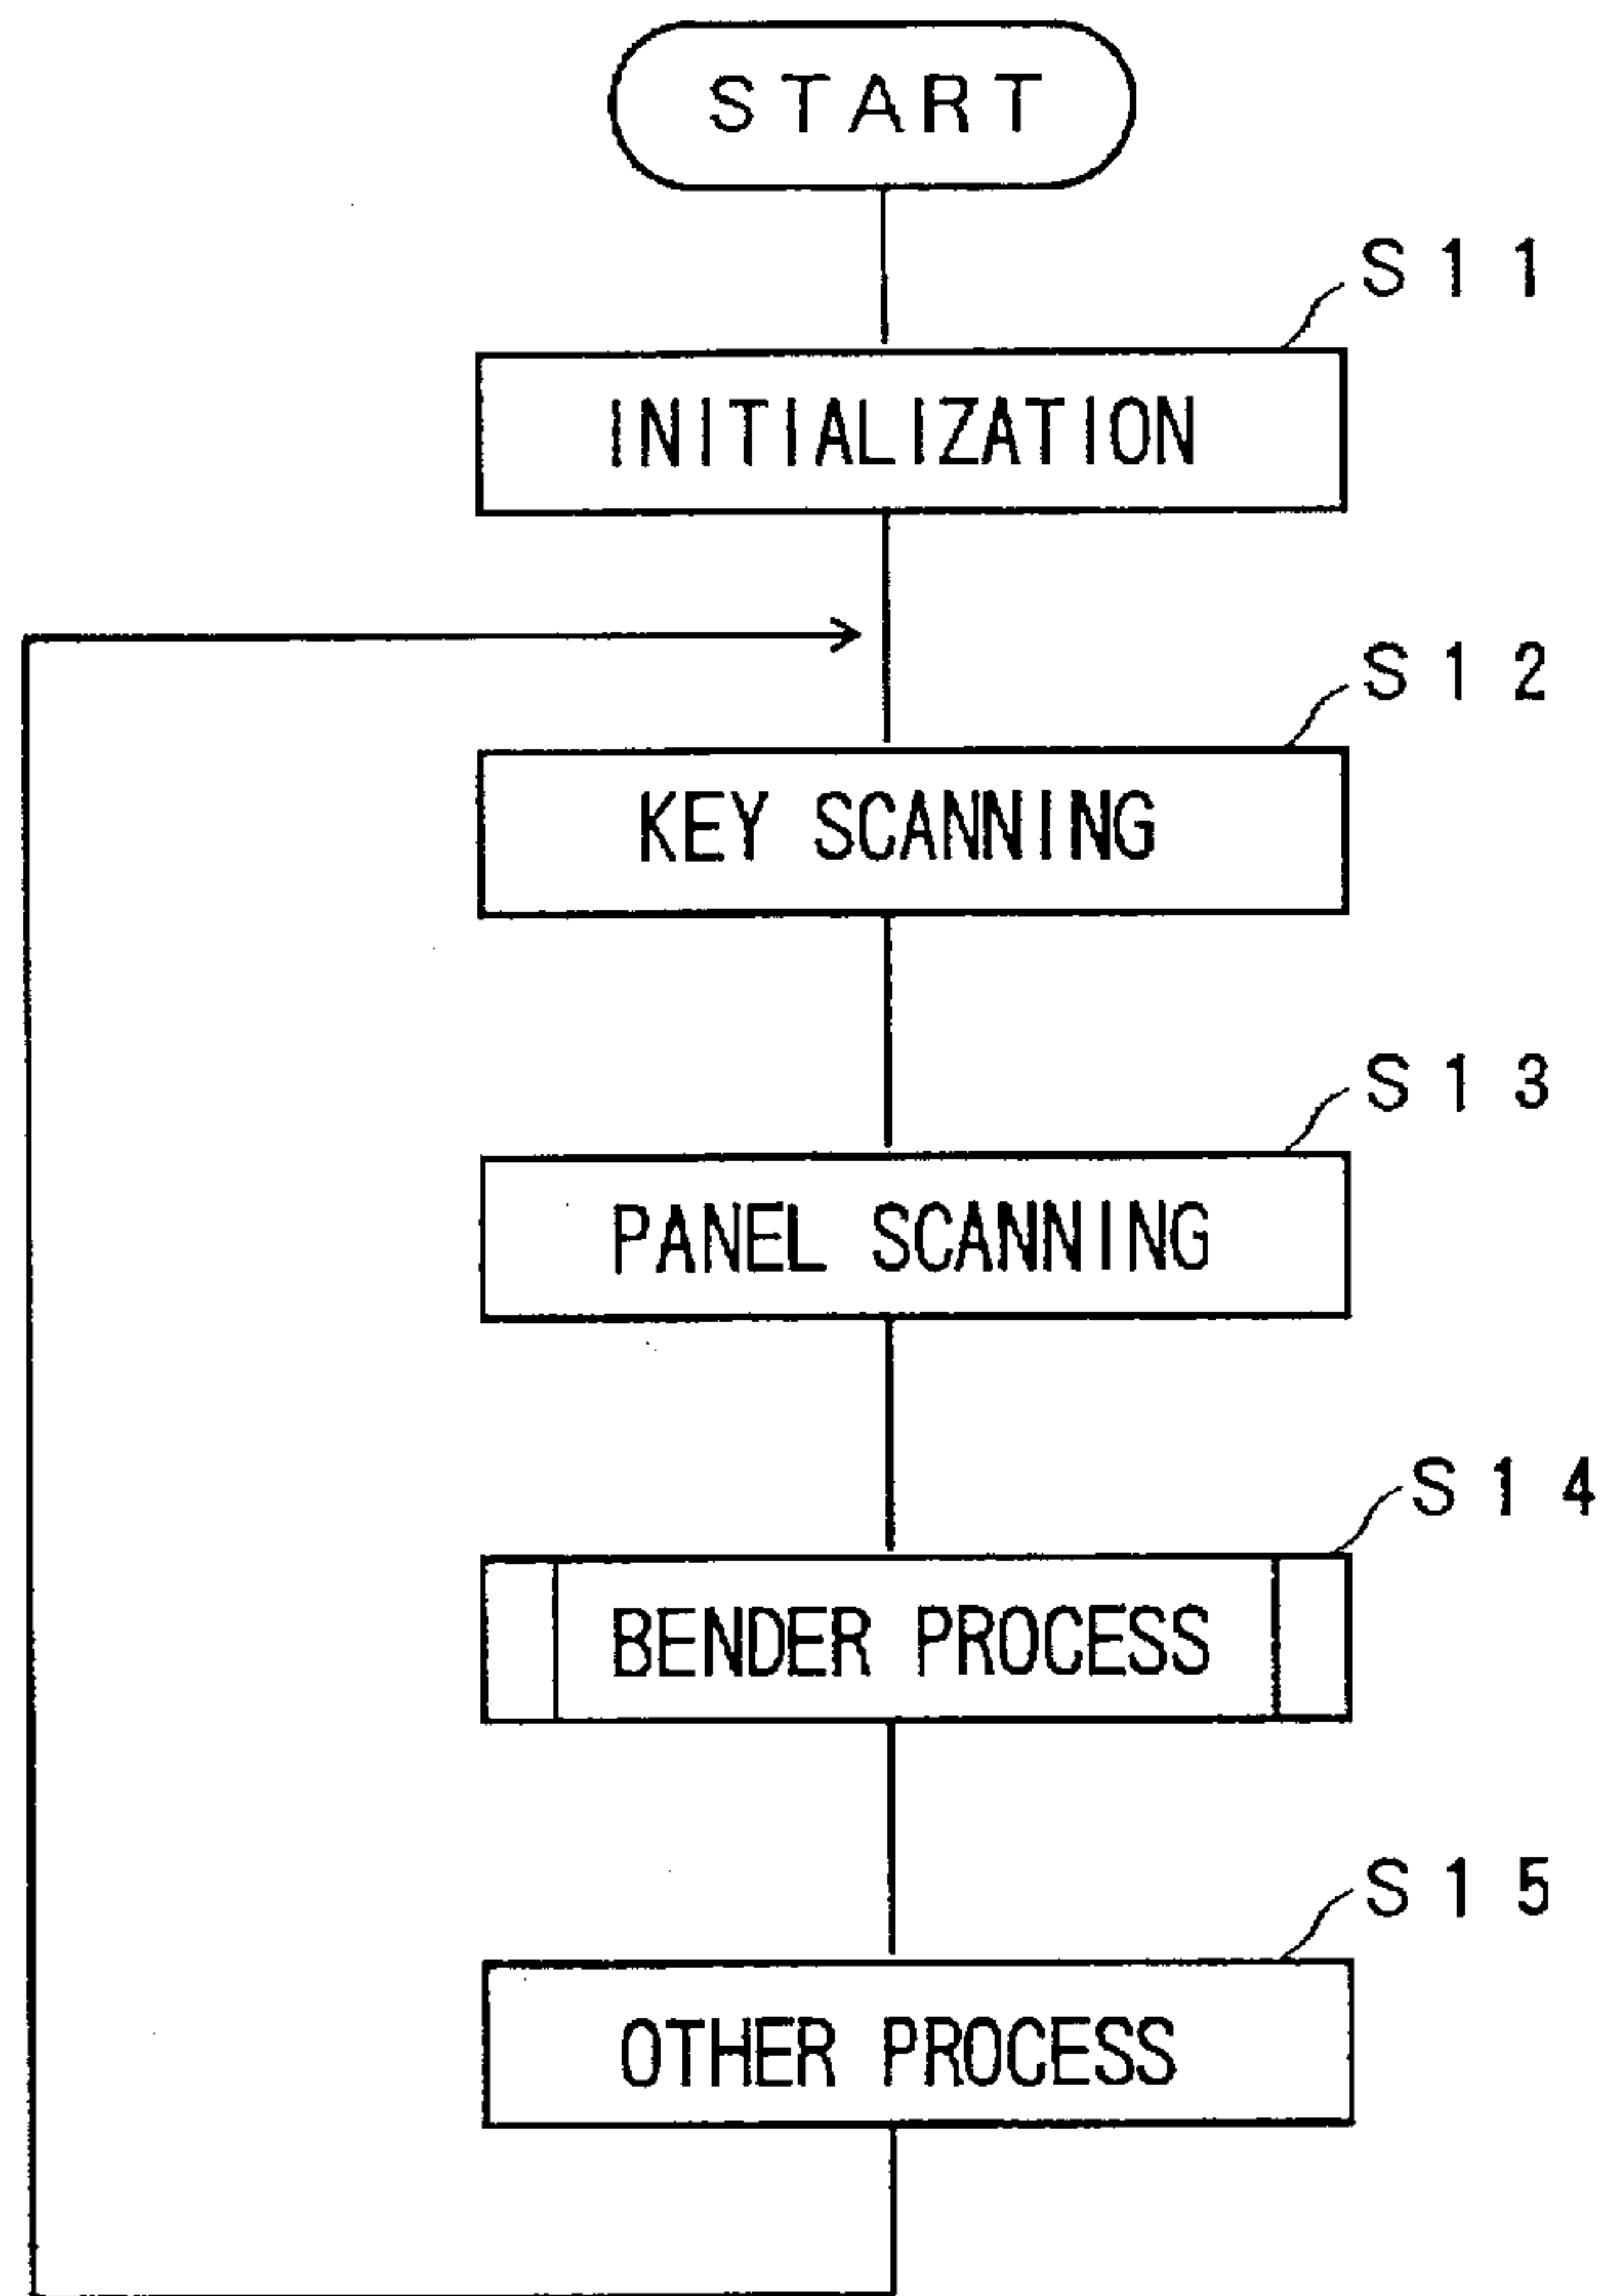 START
S11
INITIALIZATION
S12
KEY SCANNING
S13
PANEL SCANNING
S14
BENDER PROCESS
S15
OTHER PROCESS